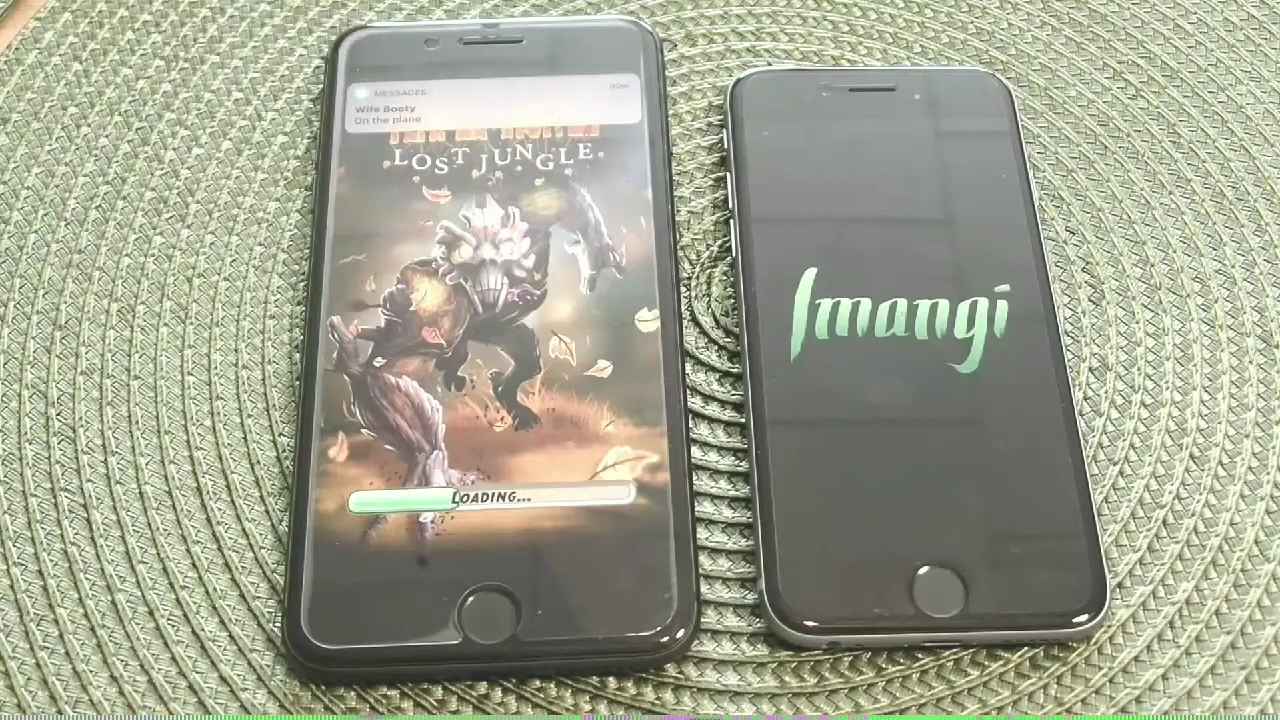 MESSAGES
now
Wife Booty
On the plane
LOST JUNGLE
LOADING...
Imangi